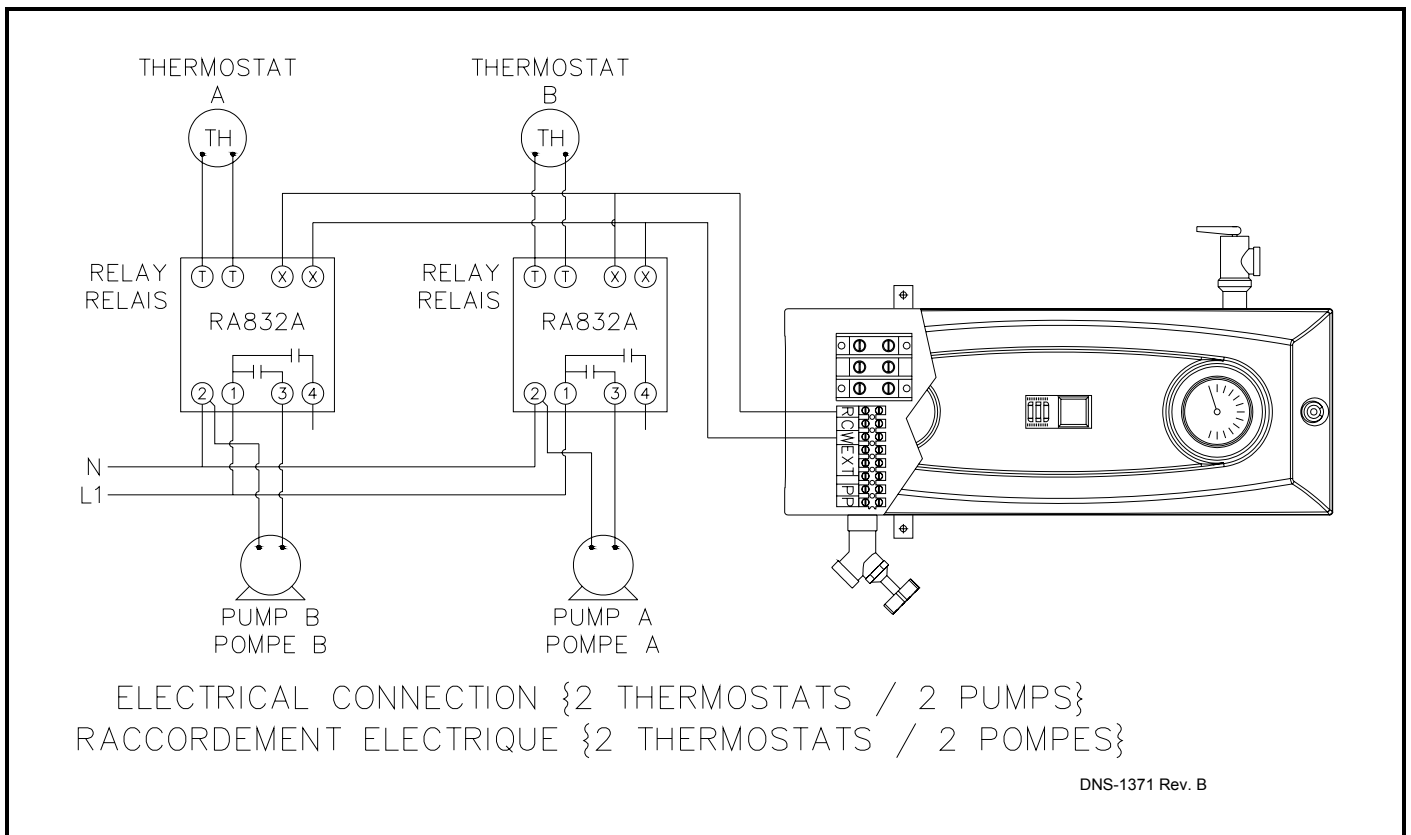 THERMOSTAT
A
TH
THERMOSTAT
B
TH
RELAY
RELAIS
T T X X
RA832A
2 1 3 4
RELAY
RELAIS
T T X X
RA832A
2 1 3 4
R
C
W
E
X
T
P
P
N
L1
PUMP B
POMPE B
PUMP A
POMPE A
ELECTRICAL CONNECTION {2 THERMOSTATS / 2 PUMPS}
RACCORDEMENT ELECTRIQUE {2 THERMOSTATS / 2 POMPES}
DNS-1371 Rev. B